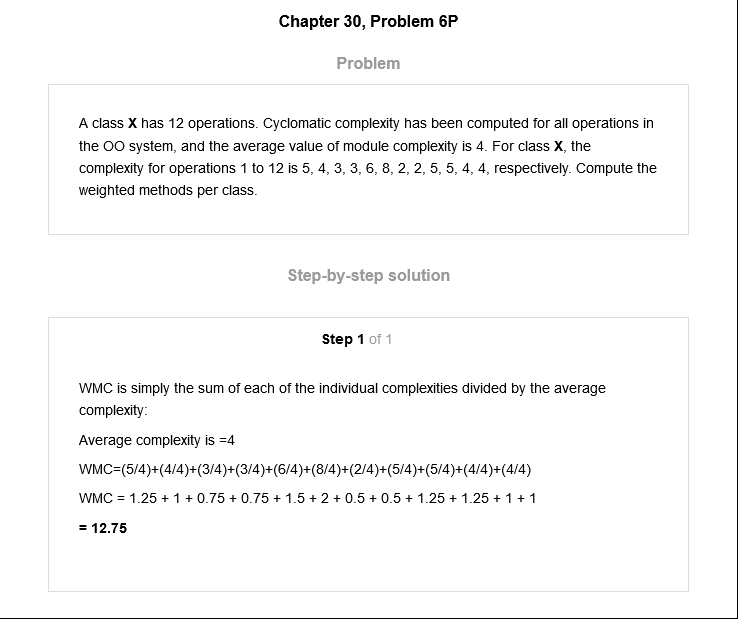 Chapter 30, Problem 6P
Problem
A class X has 12 operations. Cyclomatic complexity has been computed for all operations in
the OO system, and the average value of module complexity is 4. For class X, the
complexity for operations 1 to 12 is 5, 4, 3, 3, 6, 8, 2, 2, 5, 5, 4, 4, respectively. Compute the
weighted methods per class.
Step-by-step solution
Step 1 of 1
WMC is simply the sum of each of the individual complexities divided by the average
complexity:
Average complexity is =4
WMC=(5/4)+(4/4)+(3/4)+(3/4)+(6/4)+(8/4)+(2/4)+(5/4)+(5/4)+(4/4)+(4/4)
WMC = 1.25 + 1 + 0.75 + 0.75 + 1.5 + 2 + 0.5 + 0.5 + 1.25 + 1.25 + 1 + 1
= 12.75